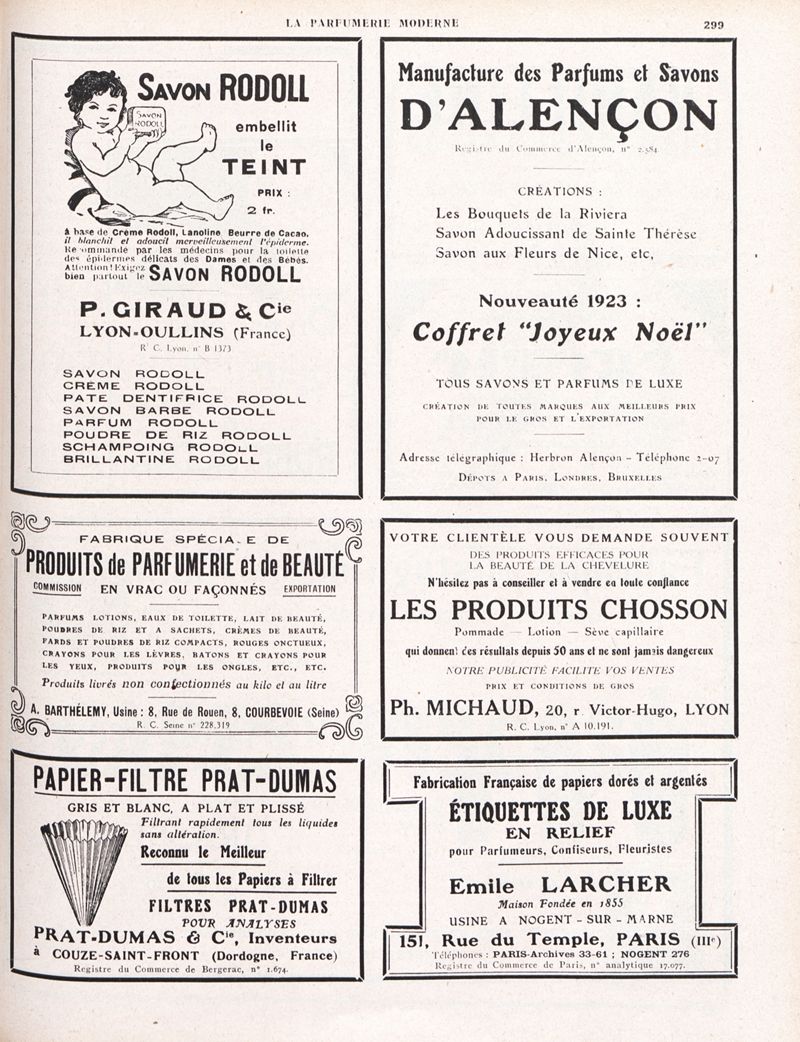 LA PARFUMERIE MODERNE
299
SAVON RODOLL
SAVON
RODOLL
embellit
le
TEINT
PRIX :
2 fr.
à base de Crème Rodoll, Lanoline Beurre de Cacao.
il blanchit et adoucit merveilleusement l'épiderme.
Recommandé par les médecins pour la toilette
des épidermes délicats des Dames et des Bébés.
Attention! Exigez
bien partout le SAVON RODOLL
P. GIRAUD & Cie
LYON-OULLINS (France)
R. C. Lyon, n° B 1373
SAVON RODOLL
CRÈME RODOLL
PATE DENTIFRICE RODOLL
SAVON BARBE RODOLL
PARFUM RODOLL
POUDRE DE RIZ RODOLL
SCHAMPOING RODOLL
BRILLANTINE RODOLL
Manufacture des Parfums et Savons
D'ALENÇON
Registre du Commerce d'Alençon, n° 2.584
CRÉATIONS :
Les Bouquets de la Riviera
Savon Adoucissant de Sainte Thérèse
Savon aux Fleurs de Nice, etc,
Nouveauté 1923 :
Coffret "Joyeux Noël"
TOUS SAVONS ET PARFUMS DE LUXE
CRÉATION DE TOUTES MARQUES AUX MEILLEURS PRIX
POUR LE GROS ET L'EXPORTATION
Adresse télégraphique : Herbron Alençon - Téléphone 2-07
DÉPOTS A PARIS, LONDRES, BRUXELLES
FABRIQUE SPÉCIALE DE
PRODUITS de PARFUMERIE et de BEAUTÉ
COMMISSION EN VRAC OU FAÇONNÉS EXPORTATION
PARFUMS LOTIONS, EAUX DE TOILETTE, LAIT DE BEAUTÉ,
POUDRES DE RIZ ET A SACHETS, CRÈMES DE BEAUTÉ,
FARDS ET POUDRES DE RIZ COMPACTS, ROUGES ONCTUEUX,
CRAYONS POUR LES LÈVRES, BATONS ET CRAYONS POUR
LES YEUX, PRODUITS POUR LES ONGLES, ETC., ETC.
Produits livrés non confectionnés au kilo et au litre
A. BARTHÉLEMY, Usine : 8, Rue de Rouen, 8, COURBEVOIE (Seine)
R. C. Seine n° 228.319
VOTRE CLIENTÈLE VOUS DEMANDE SOUVENT
DES PRODUITS EFFICACES POUR
LA BEAUTÉ DE LA CHEVELURE
N'hésitez pas à conseiller et à vendre en toute confiance
LES PRODUITS CHOSSON
Pommade — Lotion — Sève capillaire
qui donnent des résultats depuis 50 ans et ne sont jamais dangereux
NOTRE PUBLICITÉ FACILITE VOS VENTES
PRIX ET CONDITIONS DE GROS
Ph. MICHAUD, 20, r. Victor-Hugo, LYON
R. C. Lyon, n° A 10.191.
PAPIER-FILTRE PRAT-DUMAS
GRIS ET BLANC, A PLAT ET PLISSÉ
Filtrant rapidement tous les liquides
sans altération.
Reconnu le Meilleur
de tous les Papiers à Filtrer
FILTRES PRAT-DUMAS
POUR ANALYSES
PRAT-DUMAS & Cie, Inventeurs
à COUZE-SAINT-FRONT (Dordogne, France)
Registre du Commerce de Bergerac, n° 1.674.
Fabrication Française de papiers dorés et argentés
ÉTIQUETTES DE LUXE
EN RELIEF
pour Parfumeurs, Confiseurs, Fleuristes
Emile LARCHER
Maison Fondée en 1855
USINE A NOGENT-SUR-MARNE
151, Rue du Temple, PARIS (IIIe)
Téléphones : PARIS-Archives 33-61 ; NOGENT 276
Registre du Commerce de Paris, n° analytique 17.077.